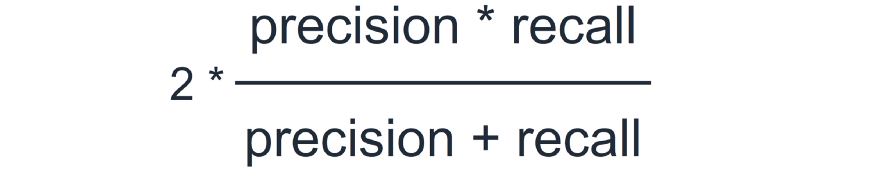 precision * recall
2 *
precision + recall